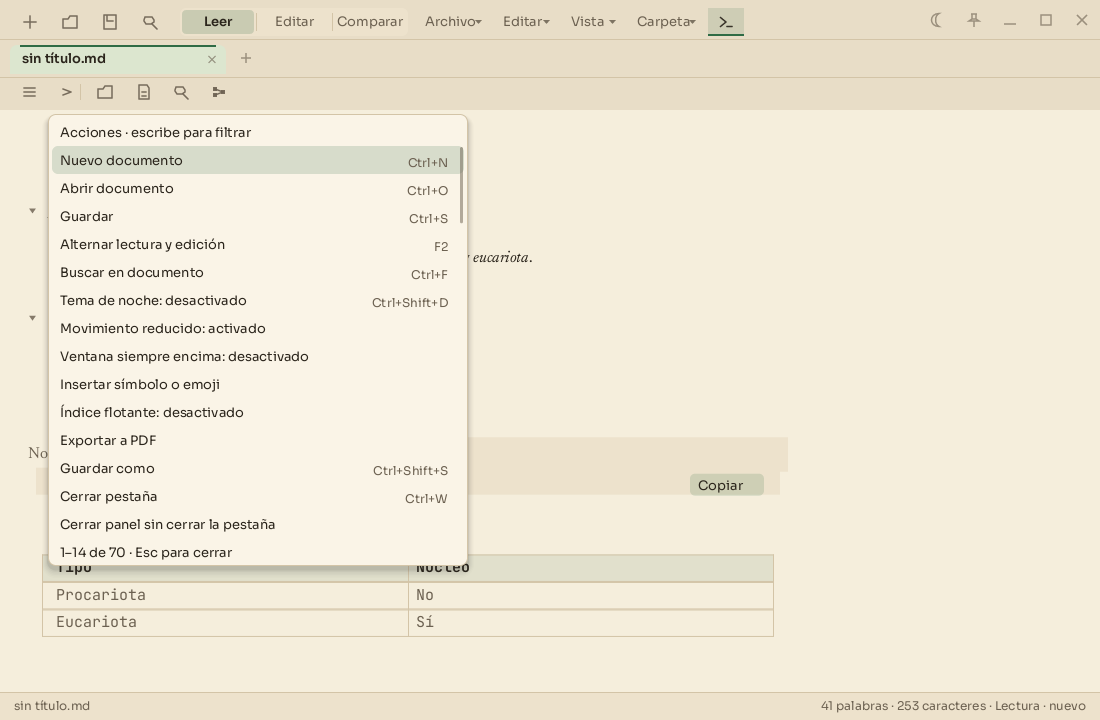 Leer Editar Comparar Archivo Editar Vista Carpeta
sin título.md
Acciones · escribe para filtrar
Nuevo documento Ctrl+N
Abrir documento Ctrl+O
Guardar Ctrl+S
Alternar lectura y edición F2
Buscar en documento Ctrl+F
Tema de noche: desactivado Ctrl+Shift+D
Movimiento reducido: activado
Ventana siempre encima: desactivado
Insertar símbolo o emoji
Índice flotante: desactivado
Exportar a PDF
Guardar como Ctrl+Shift+S
Cerrar pestaña Ctrl+W
Cerrar panel sin cerrar la pestaña
1–14 de 70 · Esc para cerrar
y eucariota.
No
Copiar
Tipo Núcleo
Procariota No
Eucariota Sí
sin título.md 41 palabras · 253 caracteres · Lectura · nuevo